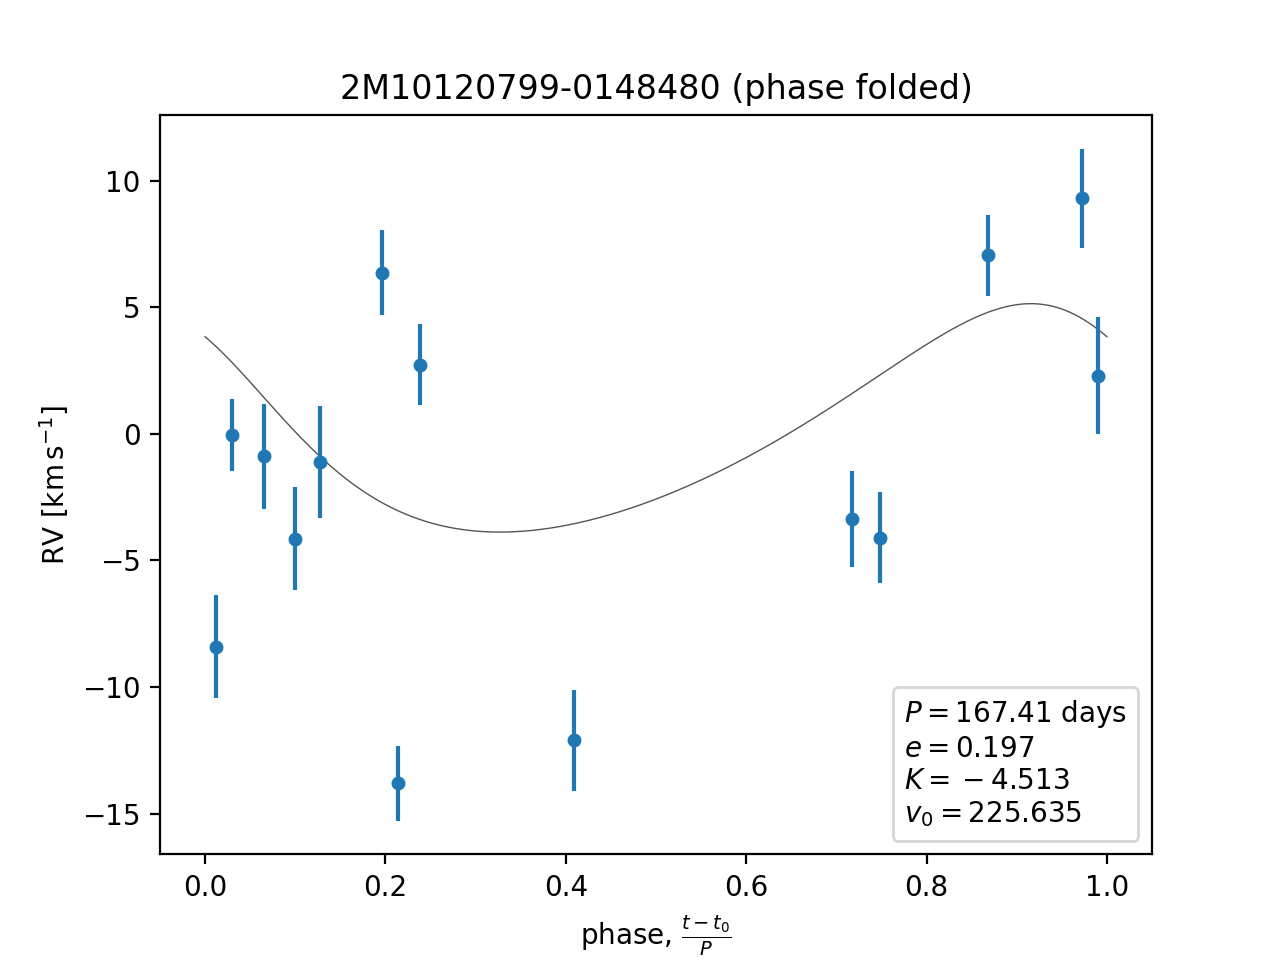 2M10120799-0148480 (phase folded)
RV [km s⁻¹]
10
5
0
−5
−10
−15
P = 167.41 days
e = 0.197
K = −4.513
v₀ = 225.635
0.0 0.2 0.4 0.6 0.8 1.0
phase, (t − t₀)/P